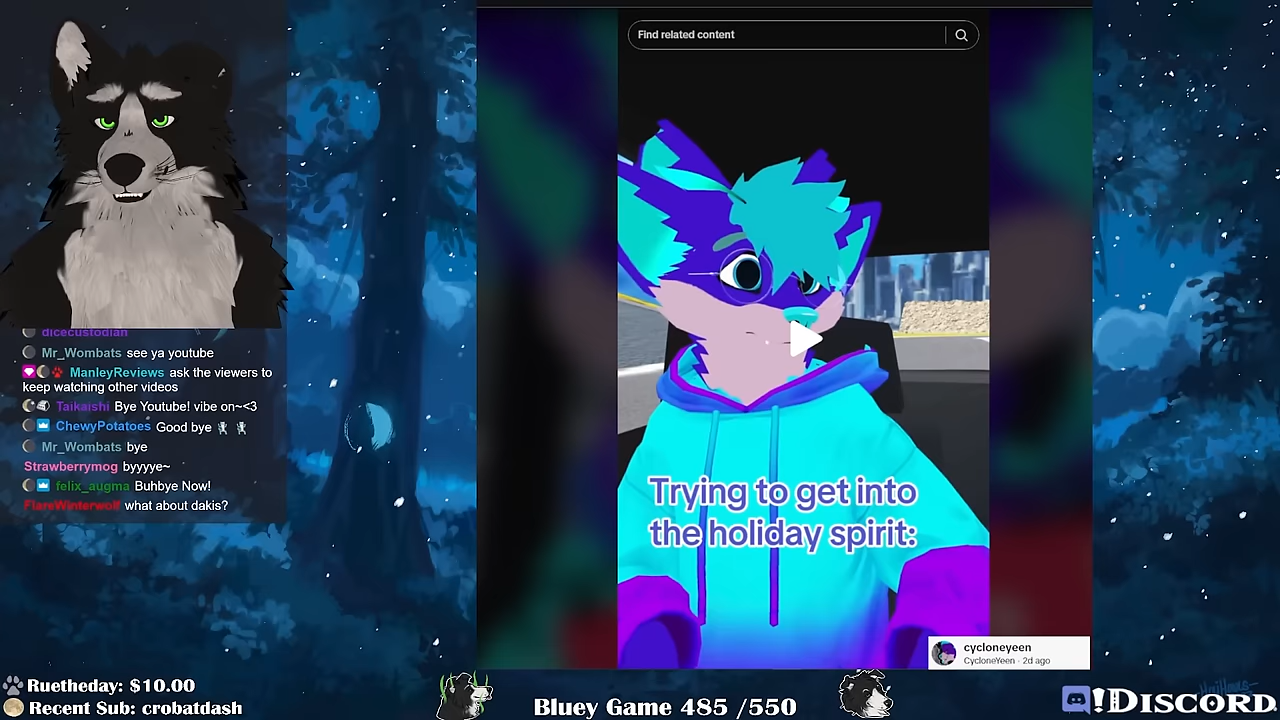 Find related content
dicecustodian
Mr_Wombats see ya youtube
ManleyReviews ask the viewers to
keep watching other videos
Taikaishi Bye Youtube! vibe on~<3
ChewyPotatoes Good bye
Mr_Wombats bye
Strawberrymog byyyye~
felix_augma Buhbye Now!
FlareWinterwolf what about dakis?
Trying to get into
the holiday spirit:
cycloneyeen
CycloneYeen · 2d ago
Ruetheday: $10.00
Recent Sub: crobatdash
Bluey Game 485 /550
!Discord